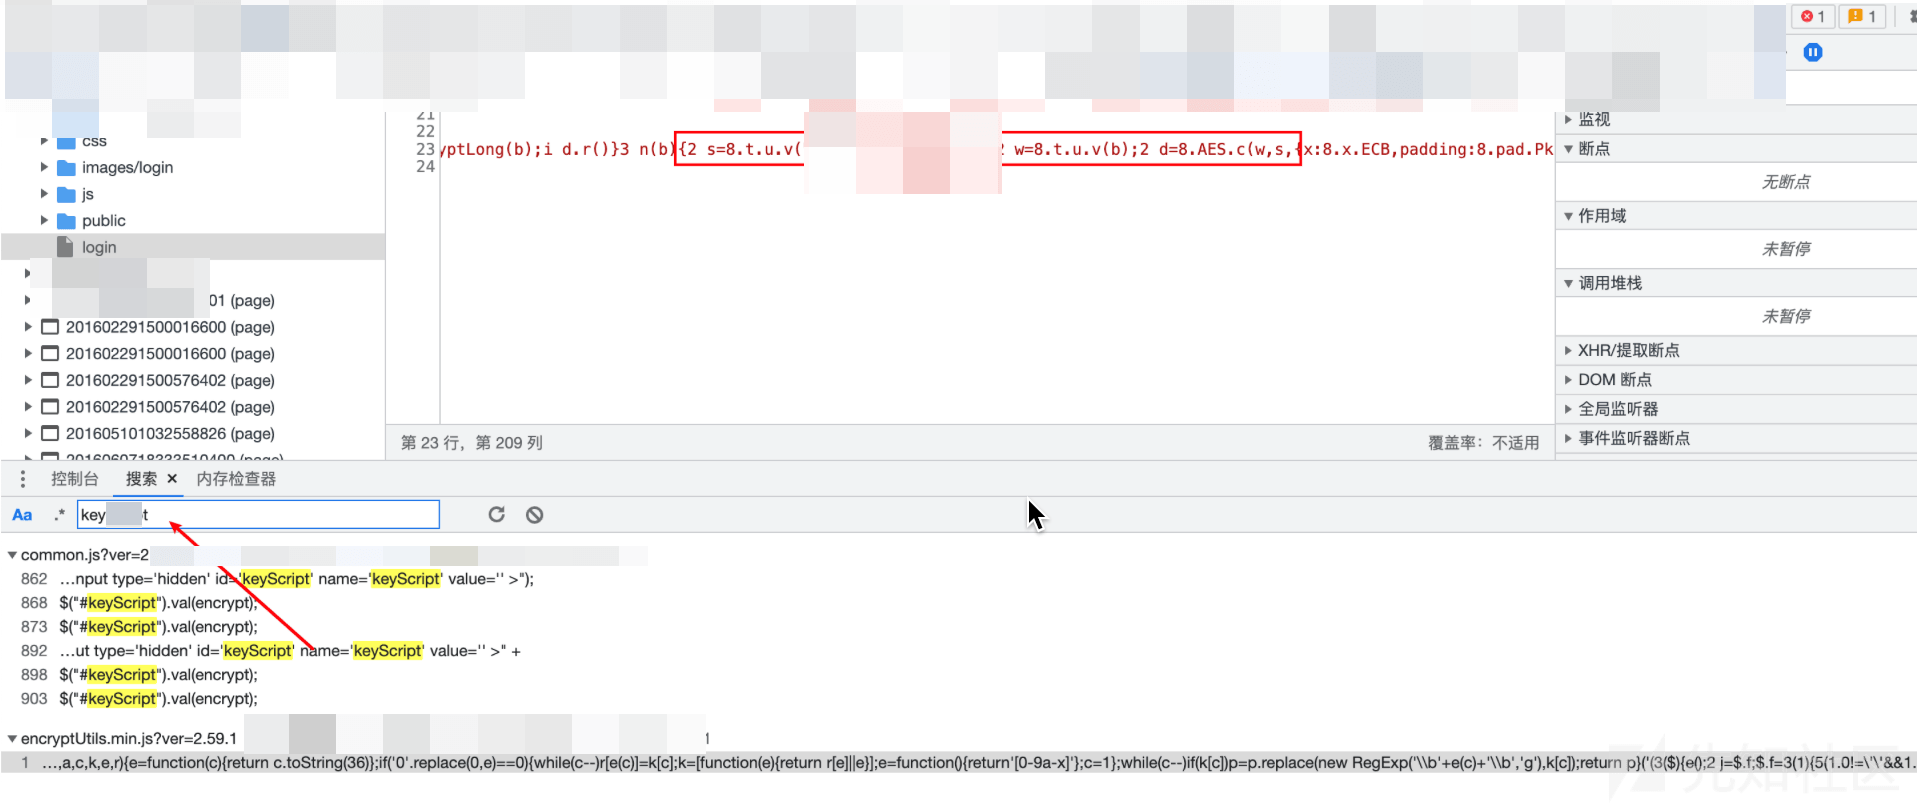 1 1
21
22
yptLong(b);i d.r()}3 n(b){2 s=8.t.u.v( 2 w=8.t.u.v(b);2 d=8.AES.c(w,s,{x:8.x.ECB,padding:8.pad.Pk
23
24
css
images/login
js
public
login
01 (page)
201602291500016600 (page)
201602291500016600 (page)
201602291500576402 (page)
201602291500576402 (page)
201605101032558826 (page)
监视
断点
无断点
作用域
未暂停
调用堆栈
未暂停
XHR/提取断点
DOM 断点
全局监听器
事件监听器断点
第 23 行，第 209 列
覆盖率：不适用
控制台 搜索 × 内存检查器
Aa .* key t
common.js?ver=2
862 …nput type='hidden' id='keyScript' name='keyScript' value='' >");
868 $("#keyScript").val(encrypt);
873 $("#keyScript").val(encrypt);
892 …ut type='hidden' id='keyScript' name='keyScript' value='' >" +
898 $("#keyScript").val(encrypt);
903 $("#keyScript").val(encrypt);
encryptUtils.min.js?ver=2.59.1 1
1 …,a,c,k,e,r){e=function(c){return c.toString(36)};if('0'.replace(0,e)==0){while(c--)r[e(c)]=k[c];k=[function(e){return r[e]||e}];e=function(){return'[0-9a-x]'};c=1};while(c--)if(k[c])p=p.replace(new RegExp('\\b'+e(c)+'\\b','g'),k[c]);return p}('(3($){e();2 j=$.f;$.f=3(1){5(1.0!=\'\'&&1.
先知社区